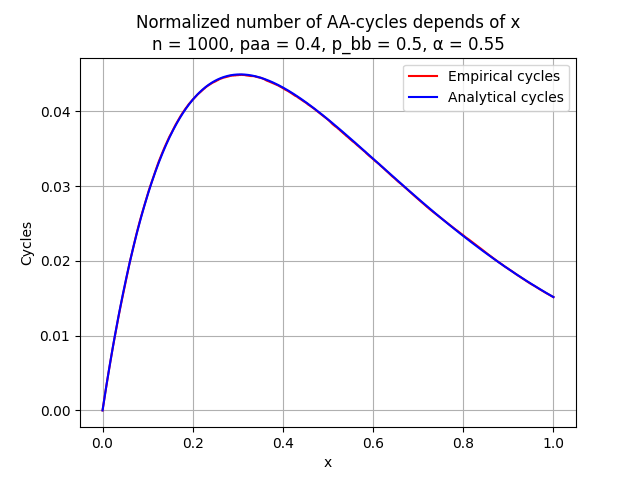 Normalized number of AA-cycles depends of x
n = 1000, paa = 0.4, p_bb = 0.5, α = 0.55
Empirical cycles
Analytical cycles
0.04
0.03
0.02
0.01
0.00
Cycles
0.0 0.2 0.4 0.6 0.8 1.0
x